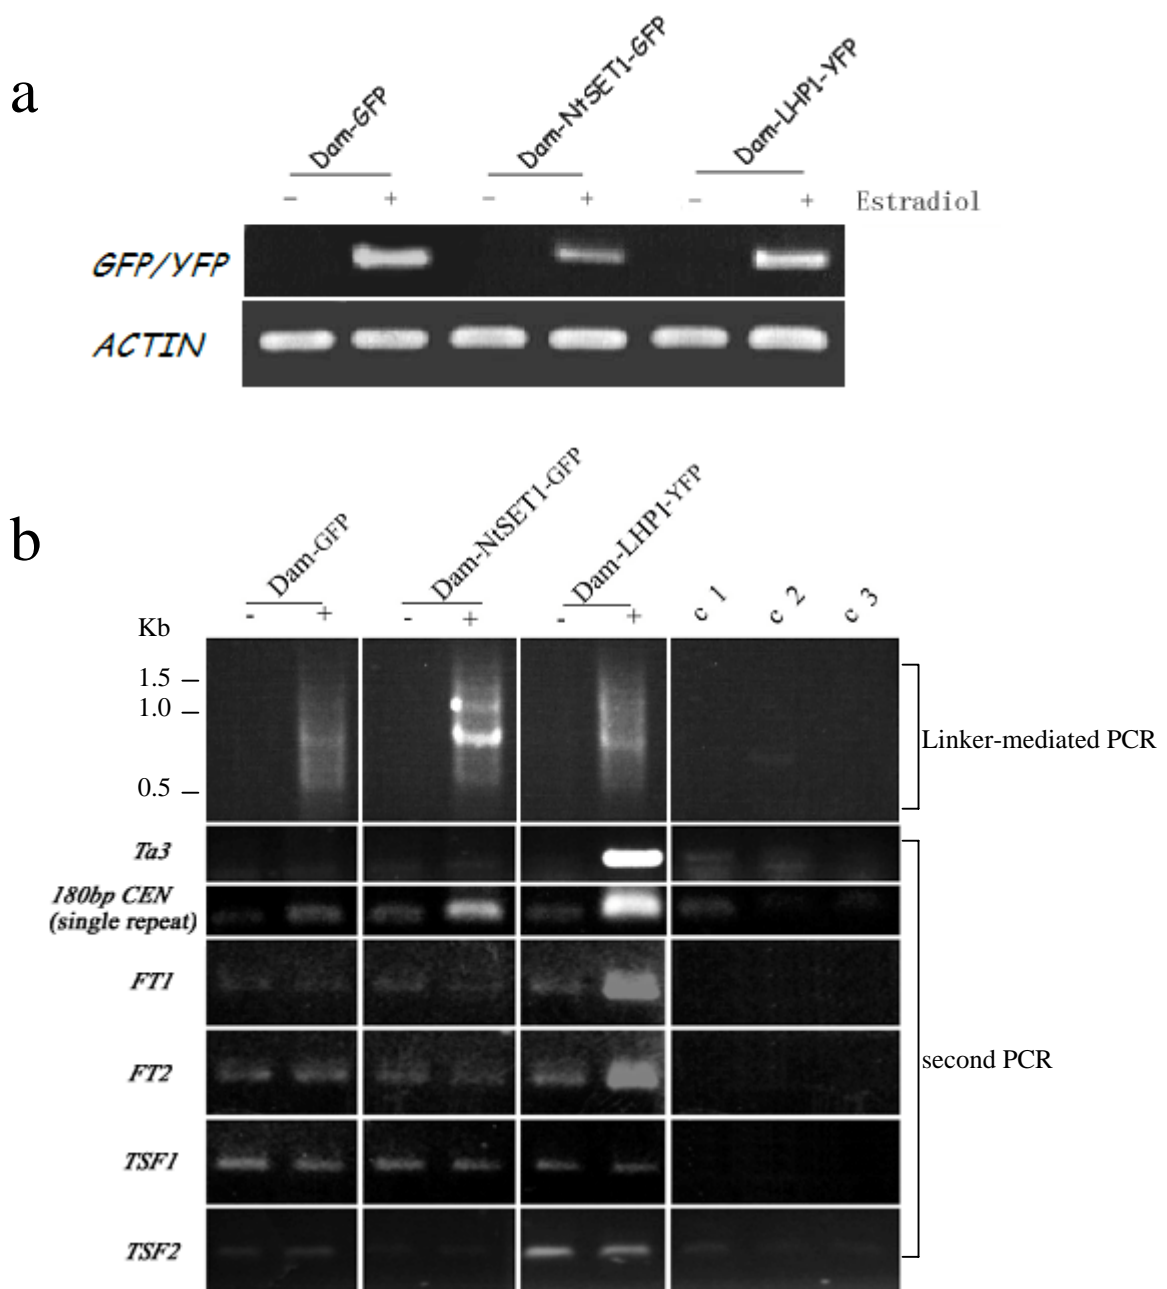 a
Dam-GFP
Dam-NtSET1-GFP
Dam-LHP1-YFP
− + − + − + Estradiol
GFP/YFP
ACTIN
b
Dam-GFP
Dam-NtSET1-GFP
Dam-LHP1-YFP
c 1
c 2
c 3
- + - + - +
Kb
1.5
1.0
0.5
Linker-mediated PCR
Ta3
180bp CEN
(single repeat)
FT1
FT2
second PCR
TSF1
TSF2